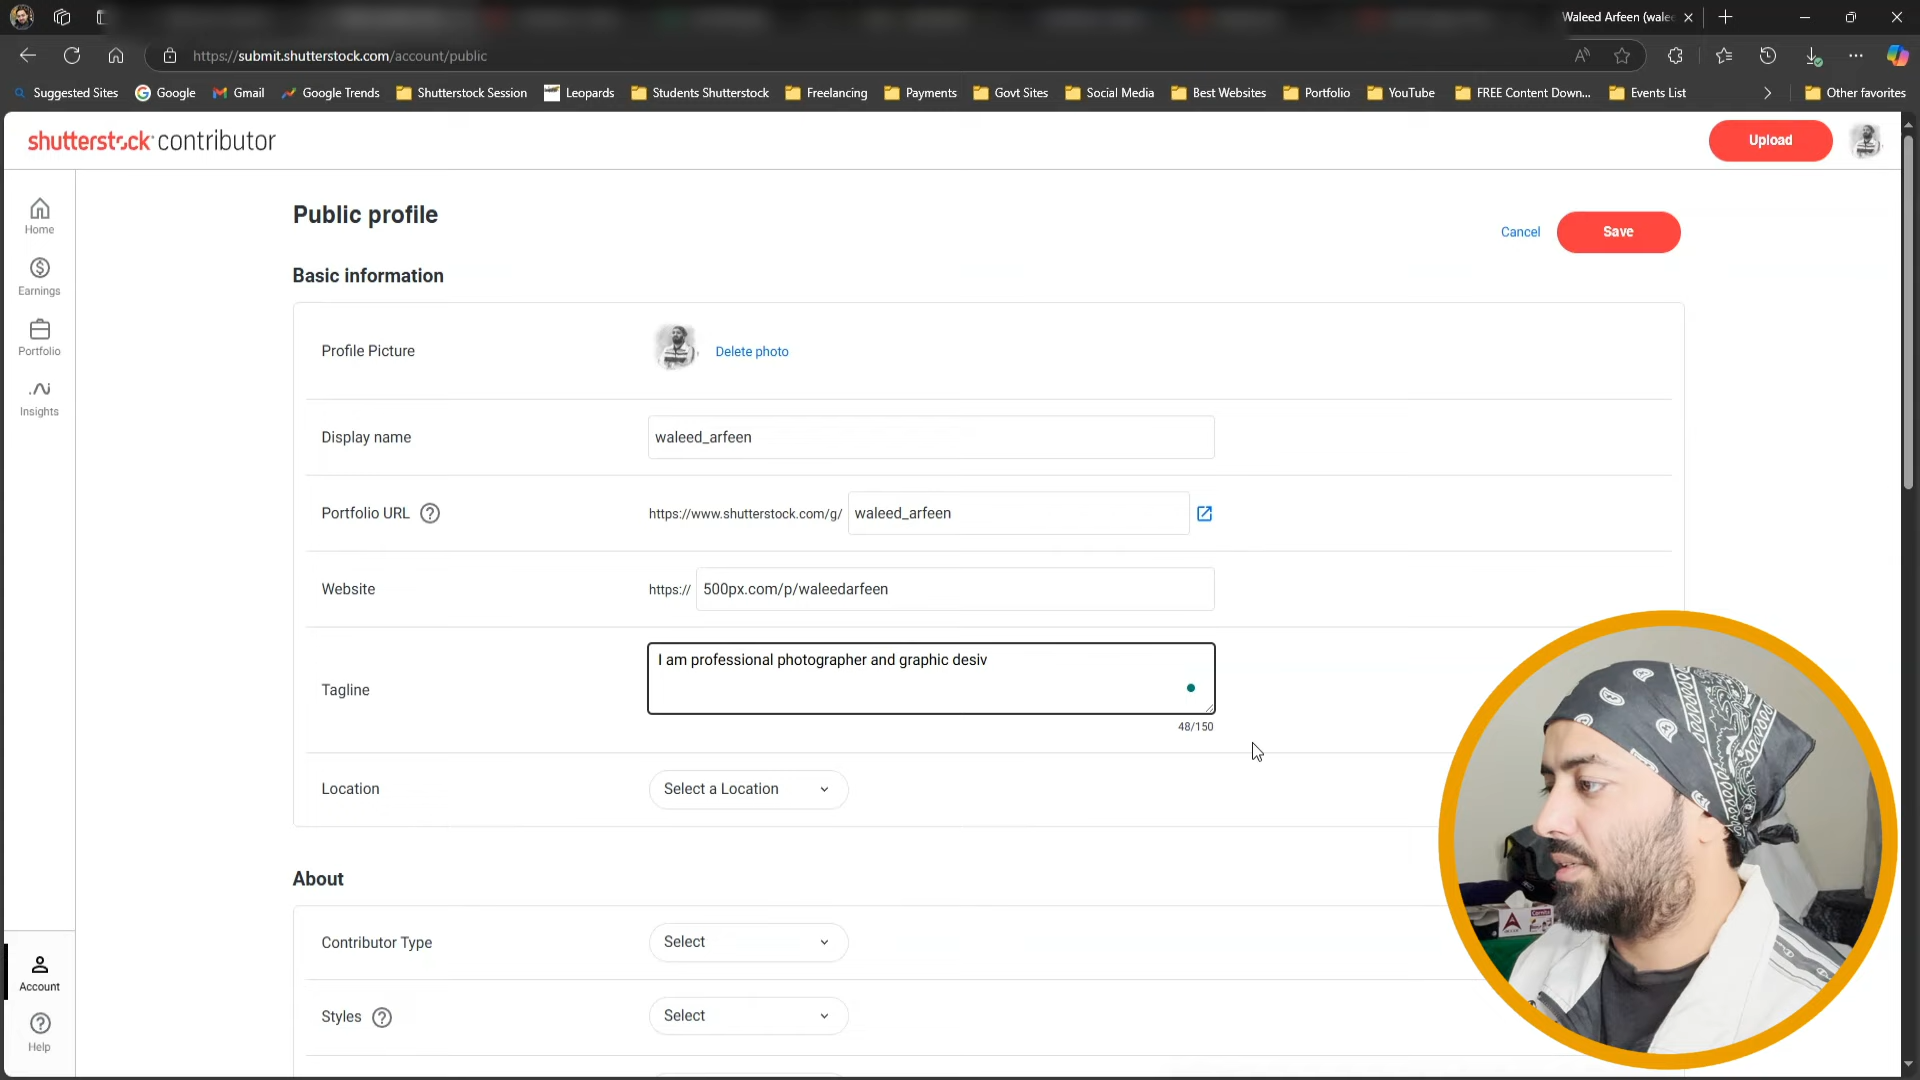 Waleed Arfeen (walee
https://submit.shutterstock.com/account/public
Suggested Sites Google Gmail Google Trends Shutterstock Session Leopards Students Shutterstock Freelancing Payments Govt Sites Social Media Best Websites Portfolio YouTube FREE Content Down... Events List Other favorites
shutterstock contributor
Upload
Home
Earnings
Portfolio
Insights
Account
Help
Public profile
Cancel Save
Basic information
Profile Picture Delete photo
Display name waleed_arfeen
Portfolio URL ? https://www.shutterstock.com/g/ waleed_arfeen
Website https:// 500px.com/p/waleedarfeen
Tagline I am professional photographer and graphic desiv
48/150
Location Select a Location
About
Contributor Type Select
Styles ? Select